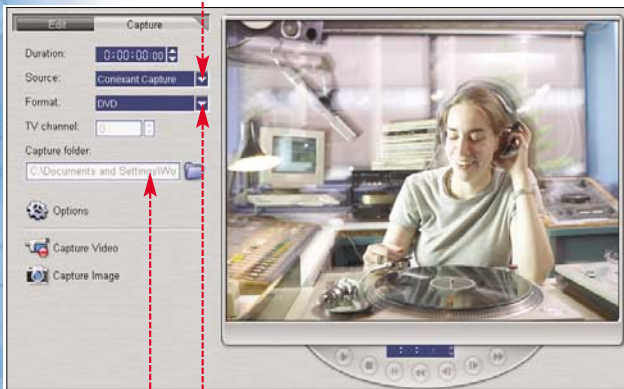 Edit Capture
Duration: 0:00:00:00
Source: Conexant Capture
Format: DVD
TV channel: 0
Capture folder:
C:\Documents and Settings\Wo
Options
Capture Video
Capture Image